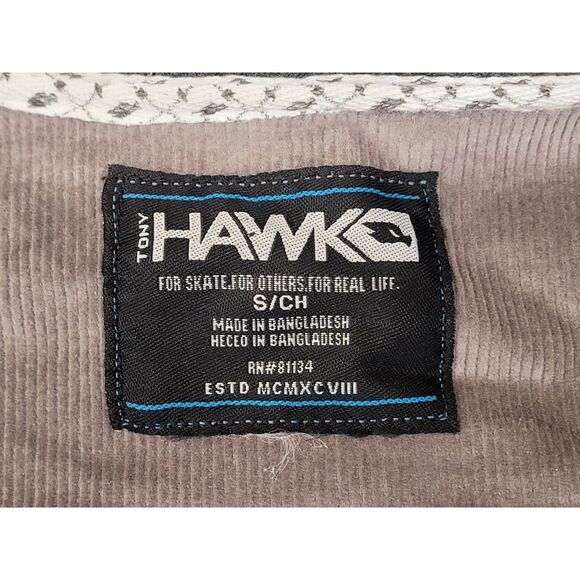 TONY HAWK
FOR SKATE.FOR OTHERS.FOR REAL LIFE.
S/CH
MADE IN BANGLADESH
HECEO IN BANGLADESH
RN#81134
ESTD MCMXCVIII